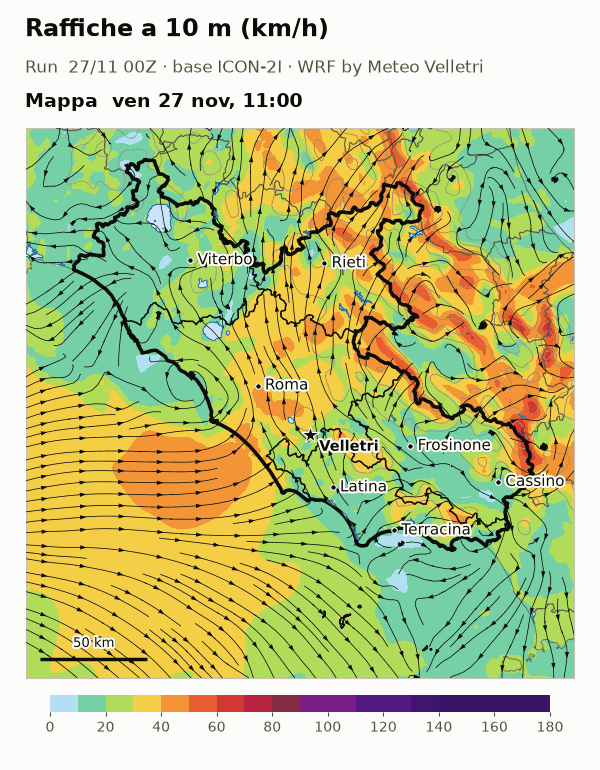 Raffiche a 10 m (km/h)
Run  27/11 00Z · base ICON-2I · WRF by Meteo Velletri
Mappa  ven 27 nov, 11:00
Viterbo
Rieti
Roma
Velletri
Frosinone
Latina
Cassino
Terracina
50 km
0 20 40 60 80 100 120 140 160 180